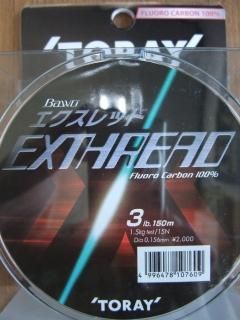 'TORAY'
FLUORO CARBON 100%
Bawo
エクスレッド
EXTHREAD
Fluoro Carbon 100%
3lb.150m
1.5kg test/15N
Dia 0.156mm ¥2,000
4 996478 107609
'TORAY'